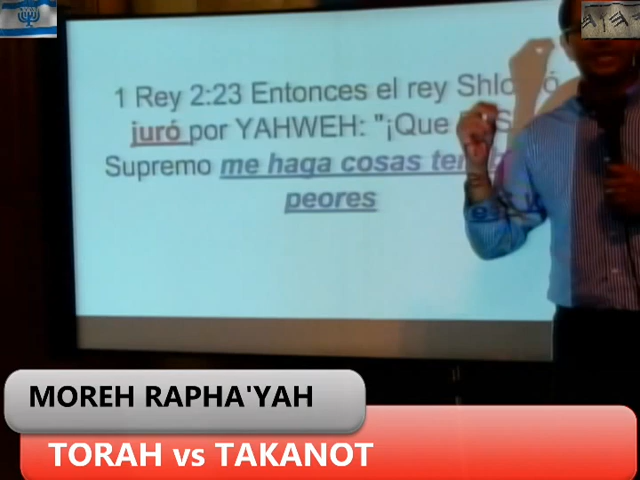 1 Rey 2:23 Entonces el rey
juró por YAHWEH: "¡Que
Supremo me haga cosas
peores
MOREH RAPHA'YAH
TORAH vs TAKANOT